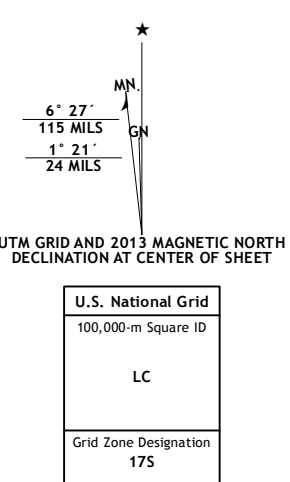 ★
MN.
GN
6° 27´
115 MILS
1° 21´
24 MILS
UTM GRID AND 2013 MAGNETIC NORTH
DECLINATION AT CENTER OF SHEET
U.S. National Grid
100,000-m Square ID
LC
Grid Zone Designation
17S